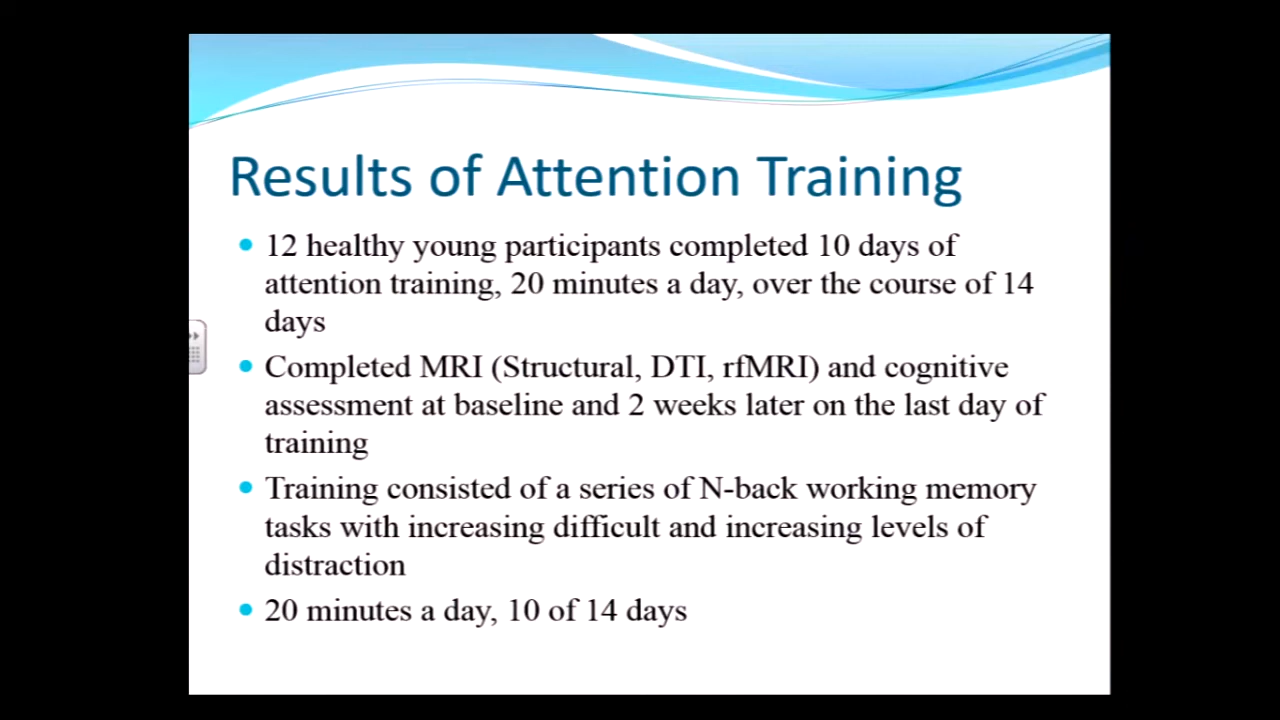 Results of Attention Training
• 12 healthy young participants completed 10 days of
attention training, 20 minutes a day, over the course of 14
days
• Completed MRI (Structural, DTI, rfMRI) and cognitive
assessment at baseline and 2 weeks later on the last day of
training
• Training consisted of a series of N-back working memory
tasks with increasing difficult and increasing levels of
distraction
• 20 minutes a day, 10 of 14 days